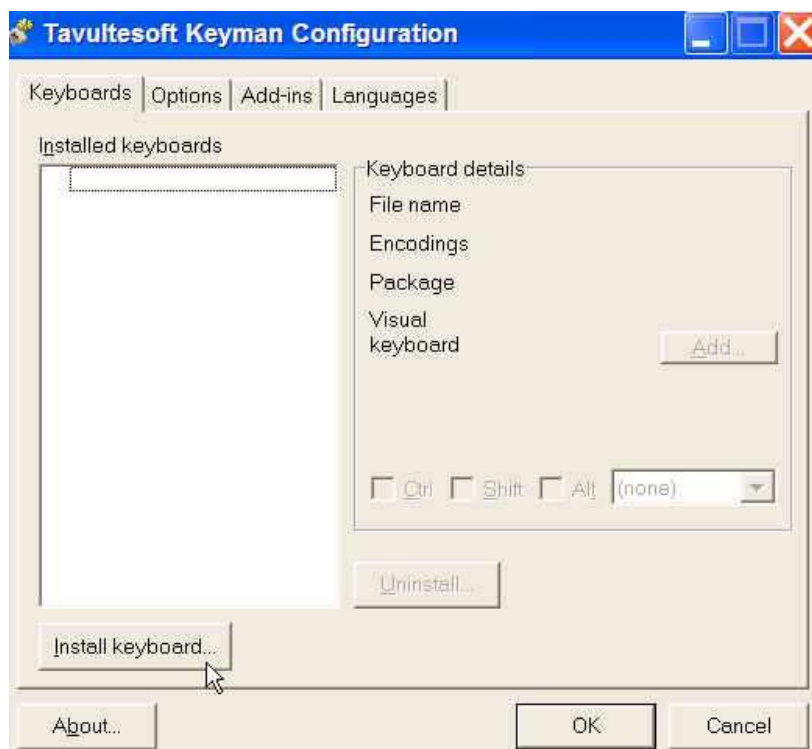 Tavultesoft Keyman Configuration
Keyboards Options Add-ins Languages
Installed keyboards
Keyboard details
File name
Encodings
Package
Visual
keyboard
Add...
Ctrl Shift Alt (none)
Uninstall...
Install keyboard...
About... OK Cancel